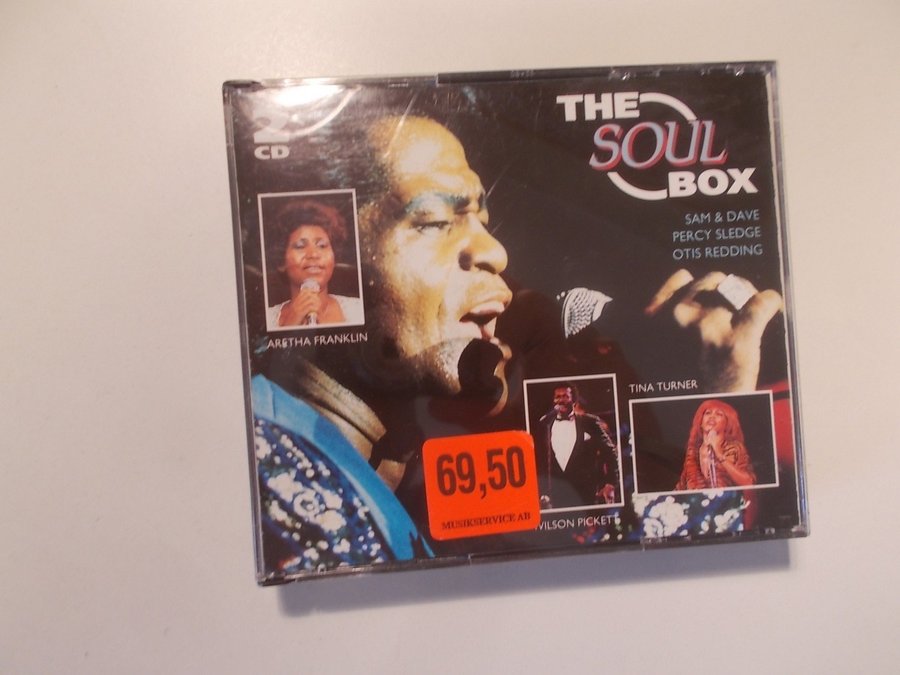 2
CD
THE
SOUL
BOX
SAM & DAVE
PERCY SLEDGE
OTIS REDDING
ARETHA FRANKLIN
TINA TURNER
WILSON PICKETT
69,50
MUSIKSERVICE AB